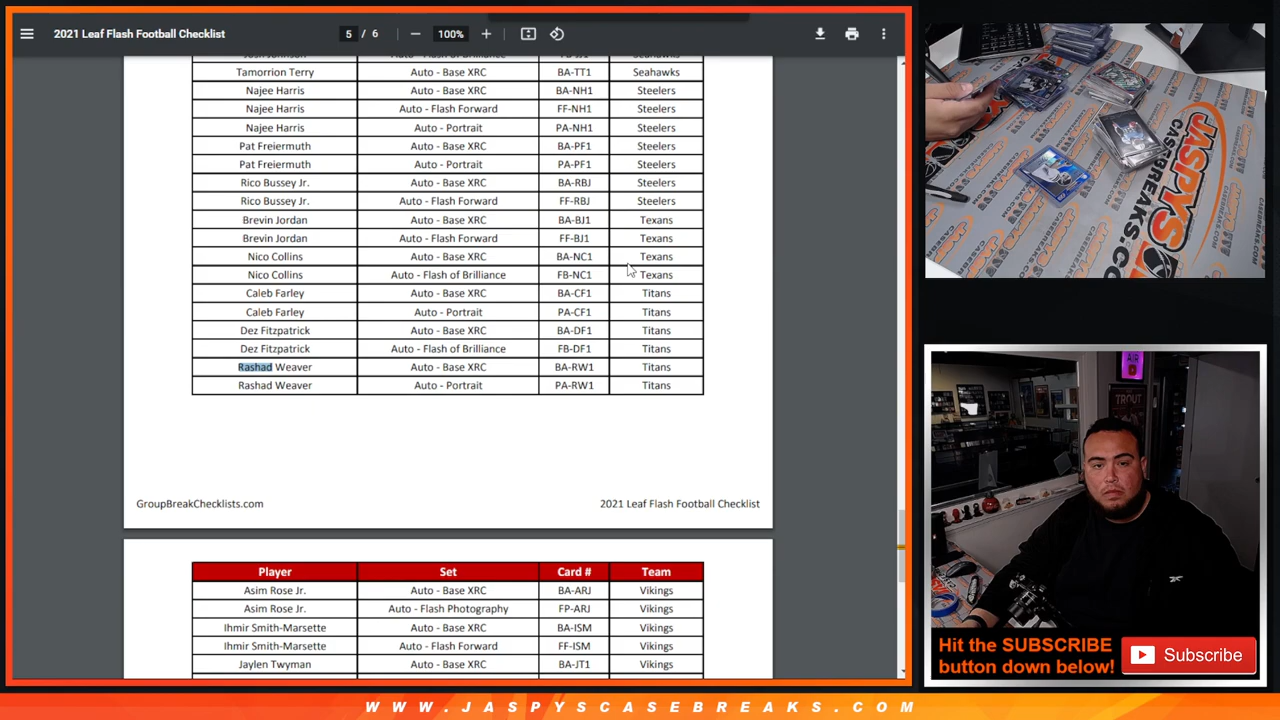 2021 Leaf Flash Football Checklist
5 / 6
100%
Tamorrion Terry Auto - Base XRC BA-TT1 Seahawks
Najee Harris Auto - Base XRC BA-NH1 Steelers
Najee Harris Auto - Flash Forward FF-NH1 Steelers
Najee Harris Auto - Portrait PA-NH1 Steelers
Pat Freiermuth Auto - Base XRC BA-PF1 Steelers
Pat Freiermuth Auto - Portrait PA-PF1 Steelers
Rico Bussey Jr. Auto - Base XRC BA-RBJ Steelers
Rico Bussey Jr. Auto - Flash Forward FF-RBJ Steelers
Brevin Jordan Auto - Base XRC BA-BJ1 Texans
Brevin Jordan Auto - Flash Forward FF-BJ1 Texans
Nico Collins Auto - Base XRC BA-NC1 Texans
Nico Collins Auto - Flash of Brilliance FB-NC1 Texans
Caleb Farley Auto - Base XRC BA-CF1 Titans
Caleb Farley Auto - Portrait PA-CF1 Titans
Dez Fitzpatrick Auto - Base XRC BA-DF1 Titans
Dez Fitzpatrick Auto - Flash of Brilliance FB-DF1 Titans
Rashad Weaver Auto - Base XRC BA-RW1 Titans
Rashad Weaver Auto - Portrait PA-RW1 Titans
GroupBreakChecklists.com 2021 Leaf Flash Football Checklist
Player Set Card # Team
Asim Rose Jr. Auto - Base XRC BA-ARJ Vikings
Asim Rose Jr. Auto - Flash Photography FP-ARJ Vikings
Ihmir Smith-Marsette Auto - Base XRC BA-ISM Vikings
Ihmir Smith-Marsette Auto - Flash Forward FF-ISM Vikings
Jaylen Twyman Auto - Base XRC BA-JT1 Vikings
JASPYS
CASEBREAKS.COM
TROUT
Hit the SUBSCRIBE
button down below!
Subscribe
WWW.JASPYSCASEBREAKS.COM